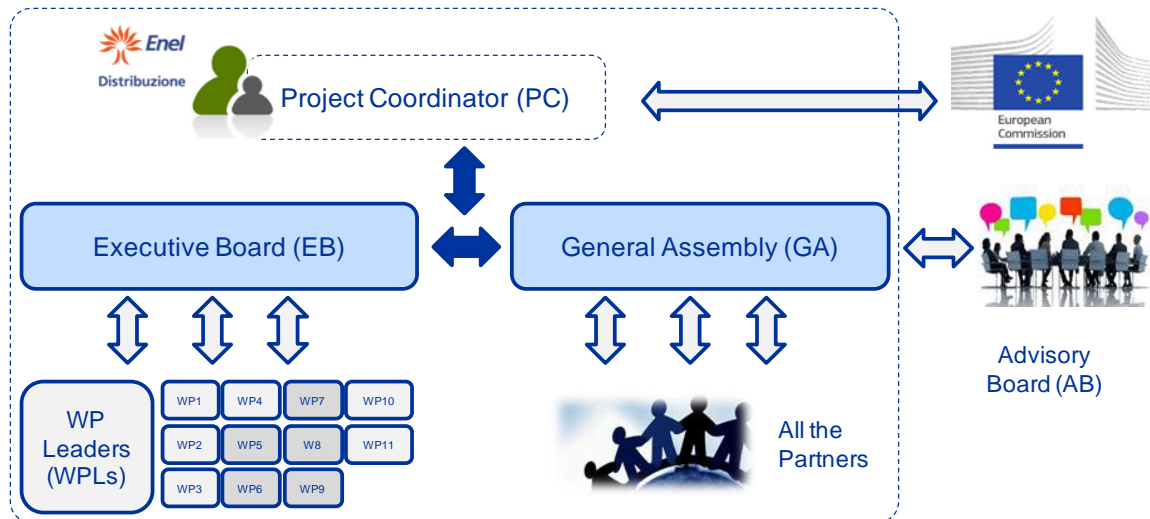 Enel
Distribuzione
Project Coordinator (PC)
European
Commission
Executive Board (EB)
General Assembly (GA)
Advisory
Board (AB)
WP
Leaders
(WPLs)
WP1
WP4
WP7
WP10
WP2
WP5
W8
WP11
WP3
WP6
WP9
All the
Partners